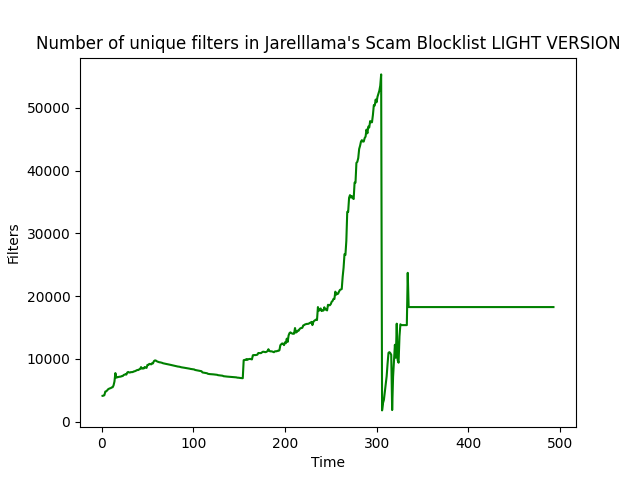 Number of unique filters in Jarelllama's Scam Blocklist LIGHT VERSION
Filters
50000
40000
30000
20000
10000
0
0 100 200 300 400 500
Time